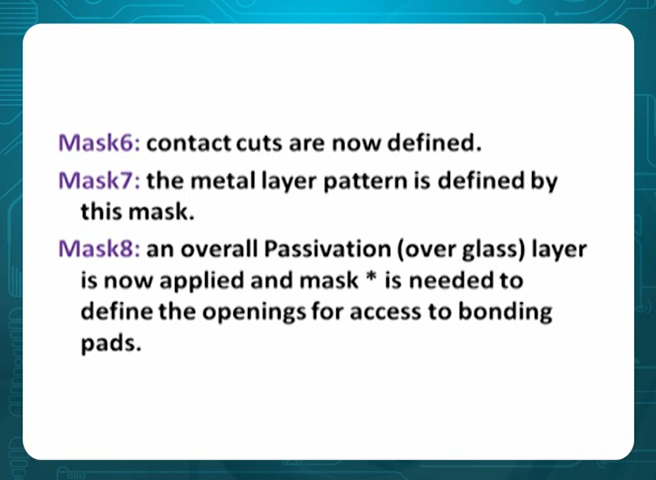 Mask6: contact cuts are now defined.
Mask7: the metal layer pattern is defined by
this mask.
Mask8: an overall Passivation (over glass) layer
is now applied and mask * is needed to
define the openings for access to bonding
pads.